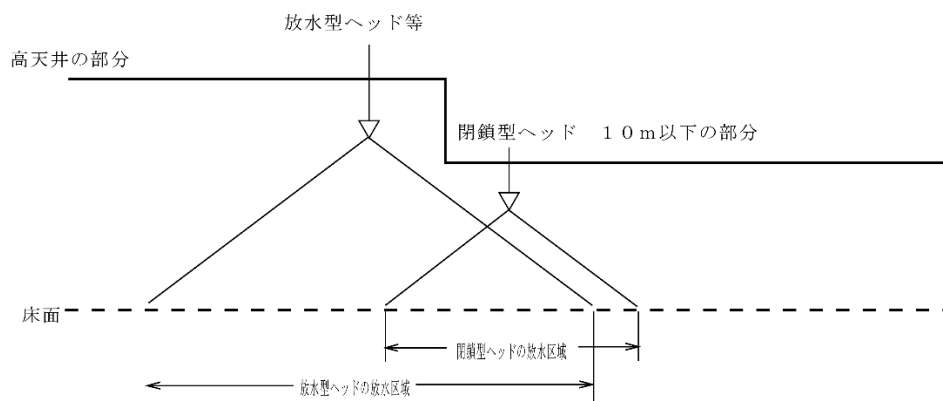 放水型ヘッド等
高天井の部分
閉鎖型ヘッド　１０ｍ以下の部分
床面
閉鎖型ヘッドの放水区域
放水型ヘッドの放水区域